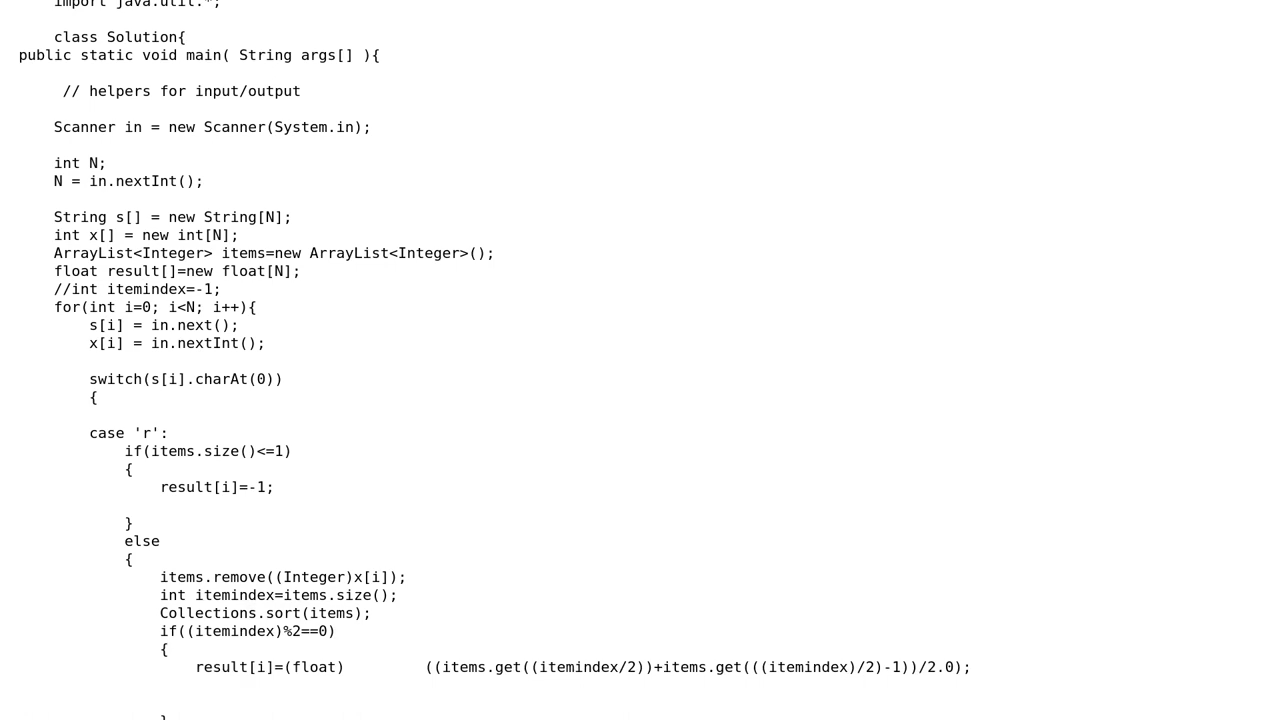 import java.util.*;
class Solution{
public static void main( String args[] ){
// helpers for input/output
Scanner in = new Scanner(System.in);
int N;
N = in.nextInt();
String s[] = new String[N];
int x[] = new int[N];
ArrayList<Integer> items=new ArrayList<Integer>();
float result[]=new float[N];
//int itemindex=-1;
for(int i=0; i<N; i++){
s[i] = in.next();
x[i] = in.nextInt();
switch(s[i].charAt(0))
{
case 'r':
if(items.size()<=1)
{
result[i]=-1;
}
else
{
items.remove((Integer)x[i]);
int itemindex=items.size();
Collections.sort(items);
if((itemindex)%2==0)
{
result[i]=(float)         ((items.get((itemindex/2))+items.get(((itemindex)/2)-1))/2.0);
}